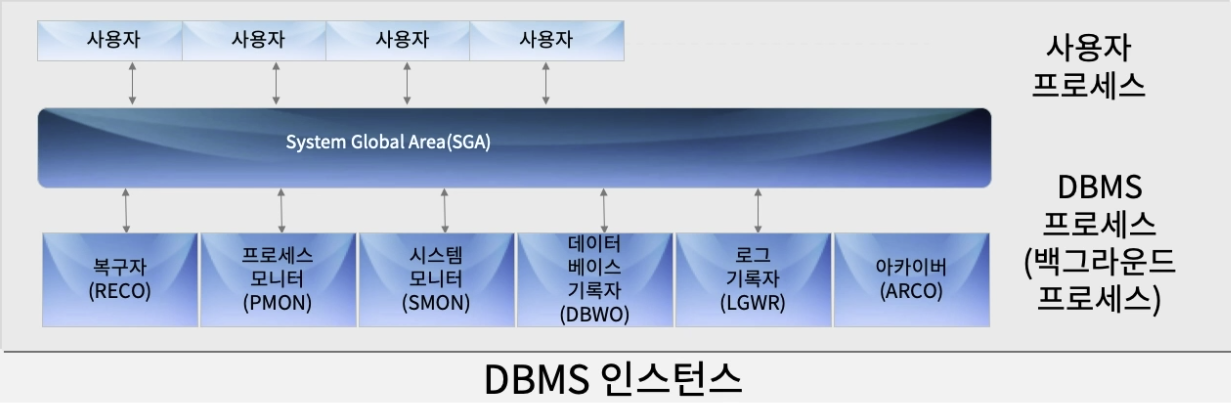 사용자 사용자 사용자 사용자
사용자
프로세스
System Global Area(SGA)
복구자
(RECO)
프로세스
모니터
(PMON)
시스템
모니터
(SMON)
데이터
베이스
기록자
(DBWO)
로그
기록자
(LGWR)
아카이버
(ARCO)
DBMS
프로세스
(백그라운드
프로세스)
DBMS 인스턴스